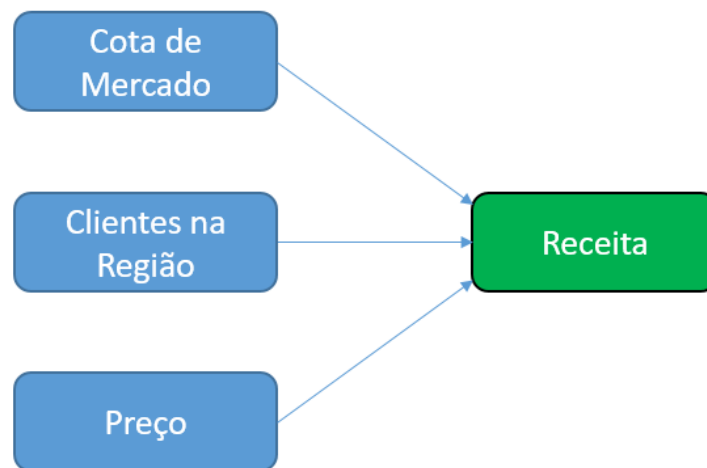 Cota de
Mercado
Clientes na
Região
Receita
Preço